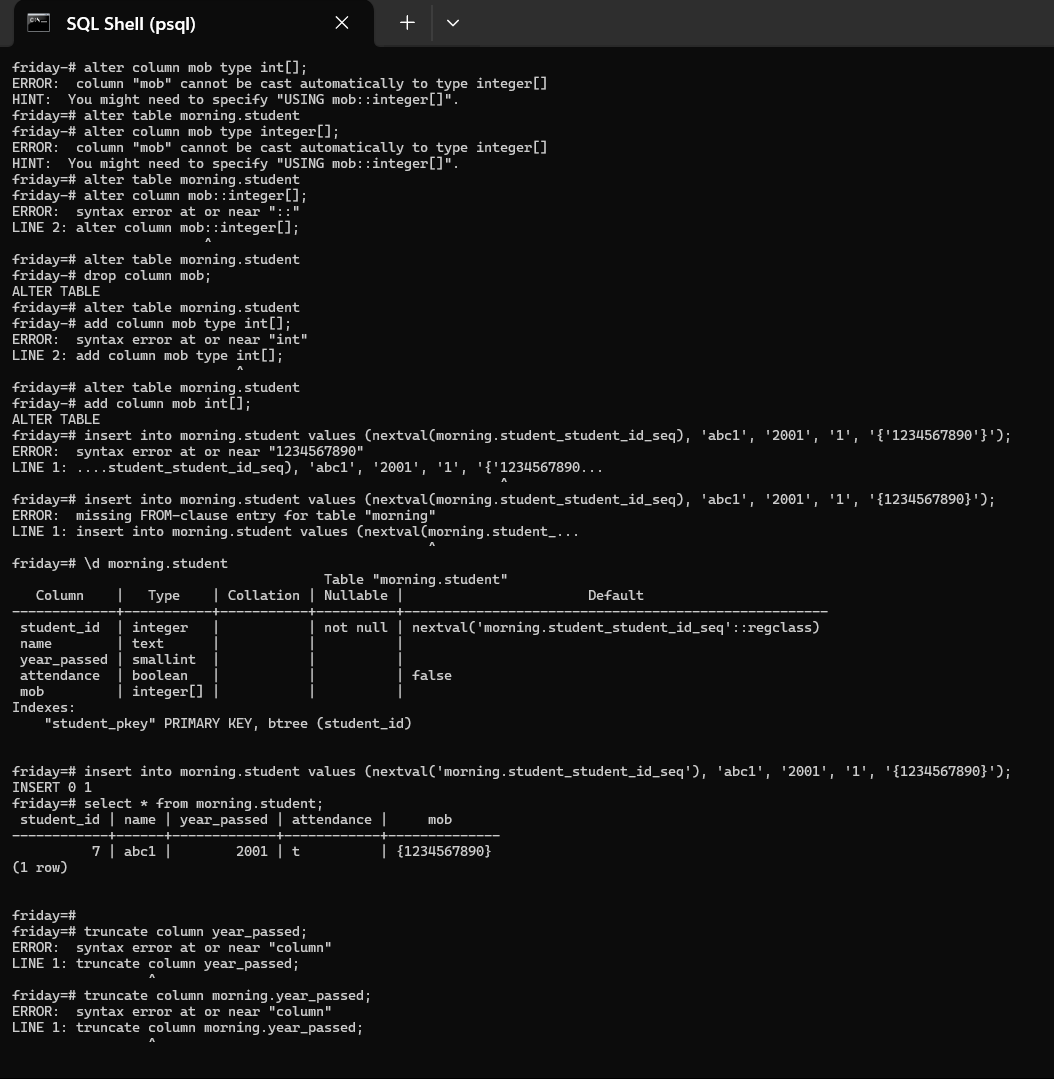 SQL Shell (psql)
friday-# alter column mob type int[];
ERROR:  column "mob" cannot be cast automatically to type integer[]
HINT:  You might need to specify "USING mob::integer[]".
friday=# alter table morning.student
friday-# alter column mob type integer[];
ERROR:  column "mob" cannot be cast automatically to type integer[]
HINT:  You might need to specify "USING mob::integer[]".
friday=# alter table morning.student
friday-# alter column mob::integer[];
ERROR:  syntax error at or near "::"
LINE 2: alter column mob::integer[];
                        ^
friday=# alter table morning.student
friday-# drop column mob;
ALTER TABLE
friday=# alter table morning.student
friday-# add column mob type int[];
ERROR:  syntax error at or near "int"
LINE 2: add column mob type int[];
                            ^
friday=# alter table morning.student
friday-# add column mob int[];
ALTER TABLE
friday=# insert into morning.student values (nextval(morning.student_student_id_seq), 'abc1', '2001', '1', '{'1234567890'}');
ERROR:  syntax error at or near "1234567890"
LINE 1: ....student_student_id_seq), 'abc1', '2001', '1', '{'1234567890...
                                                             ^
friday=# insert into morning.student values (nextval(morning.student_student_id_seq), 'abc1', '2001', '1', '{1234567890}');
ERROR:  missing FROM-clause entry for table "morning"
LINE 1: insert into morning.student values (nextval(morning.student_...
                                                    ^
friday=# \d morning.student
                                       Table "morning.student"
   Column    |   Type    | Collation | Nullable |                       Default
-------------+-----------+-----------+----------+-----------------------------------------------------
 student_id  | integer   |           | not null | nextval('morning.student_student_id_seq'::regclass)
 name        | text      |           |          |
 year_passed | smallint  |           |          |
 attendance  | boolean   |           |          | false
 mob         | integer[] |           |          |
Indexes:
    "student_pkey" PRIMARY KEY, btree (student_id)
friday=# insert into morning.student values (nextval('morning.student_student_id_seq'), 'abc1', '2001', '1', '{1234567890}');
INSERT 0 1
friday=# select * from morning.student;
 student_id | name | year_passed | attendance |     mob
------------+------+-------------+------------+--------------
          7 | abc1 |        2001 | t          | {1234567890}
(1 row)
friday=#
friday=# truncate column year_passed;
ERROR:  syntax error at or near "column"
LINE 1: truncate column year_passed;
                 ^
friday=# truncate column morning.year_passed;
ERROR:  syntax error at or near "column"
LINE 1: truncate column morning.year_passed;
                 ^